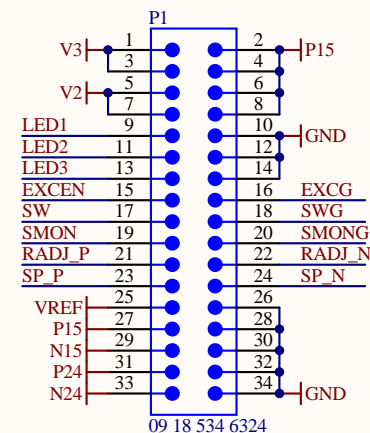 P1
V3 1 2 P15
3 4
V2 5 6
7 8
LED1 9 10 GND
LED2 11 12
LED3 13 14
EXCEN 15 16 EXCG
SW 17 18 SWG
SMON 19 20 SMONG
RADJ_P 21 22 RADJ_N
SP_P 23 24 SP_N
VREF 25 26
P15 27 28
N15 29 30
P24 31 32
N24 33 34 GND
09 18 534 6324